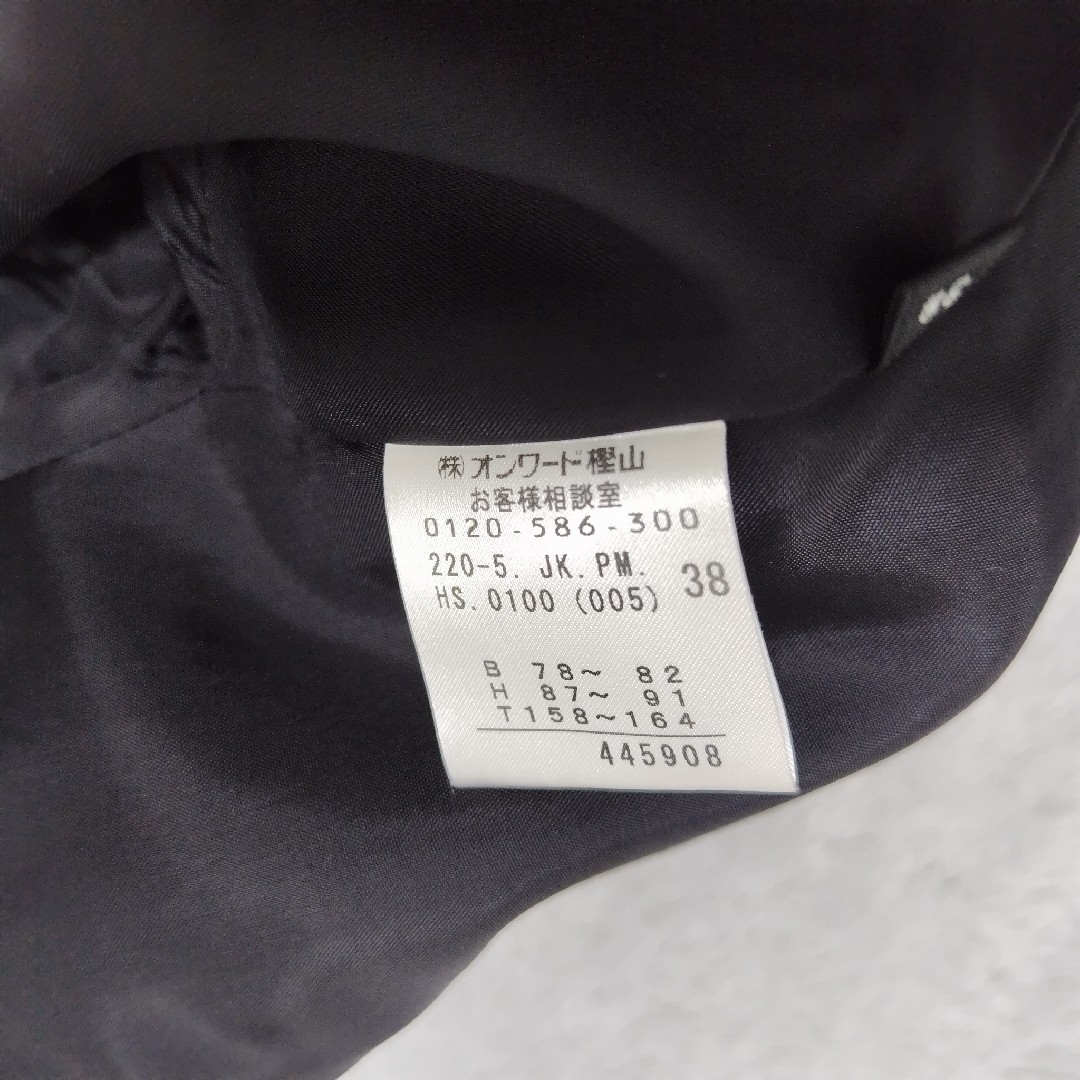 ㈱オンワード樫山
お客様相談室
0120-586-300
220-5. JK.PM. 38
HS.0100 (005)
B 78～ 82
H 87～ 91
T158～164
445908